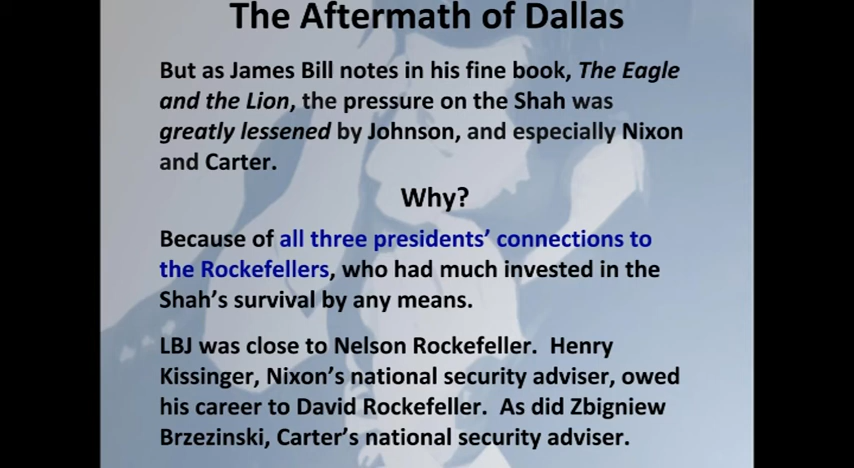 The Aftermath of Dallas
But as James Bill notes in his fine book, The Eagle
and the Lion, the pressure on the Shah was
greatly lessened by Johnson, and especially Nixon
and Carter.
Why?
Because of all three presidents’ connections to
the Rockefellers, who had much invested in the
Shah’s survival by any means.
LBJ was close to Nelson Rockefeller.  Henry
Kissinger, Nixon’s national security adviser, owed
his career to David Rockefeller.  As did Zbigniew
Brzezinski, Carter’s national security adviser.